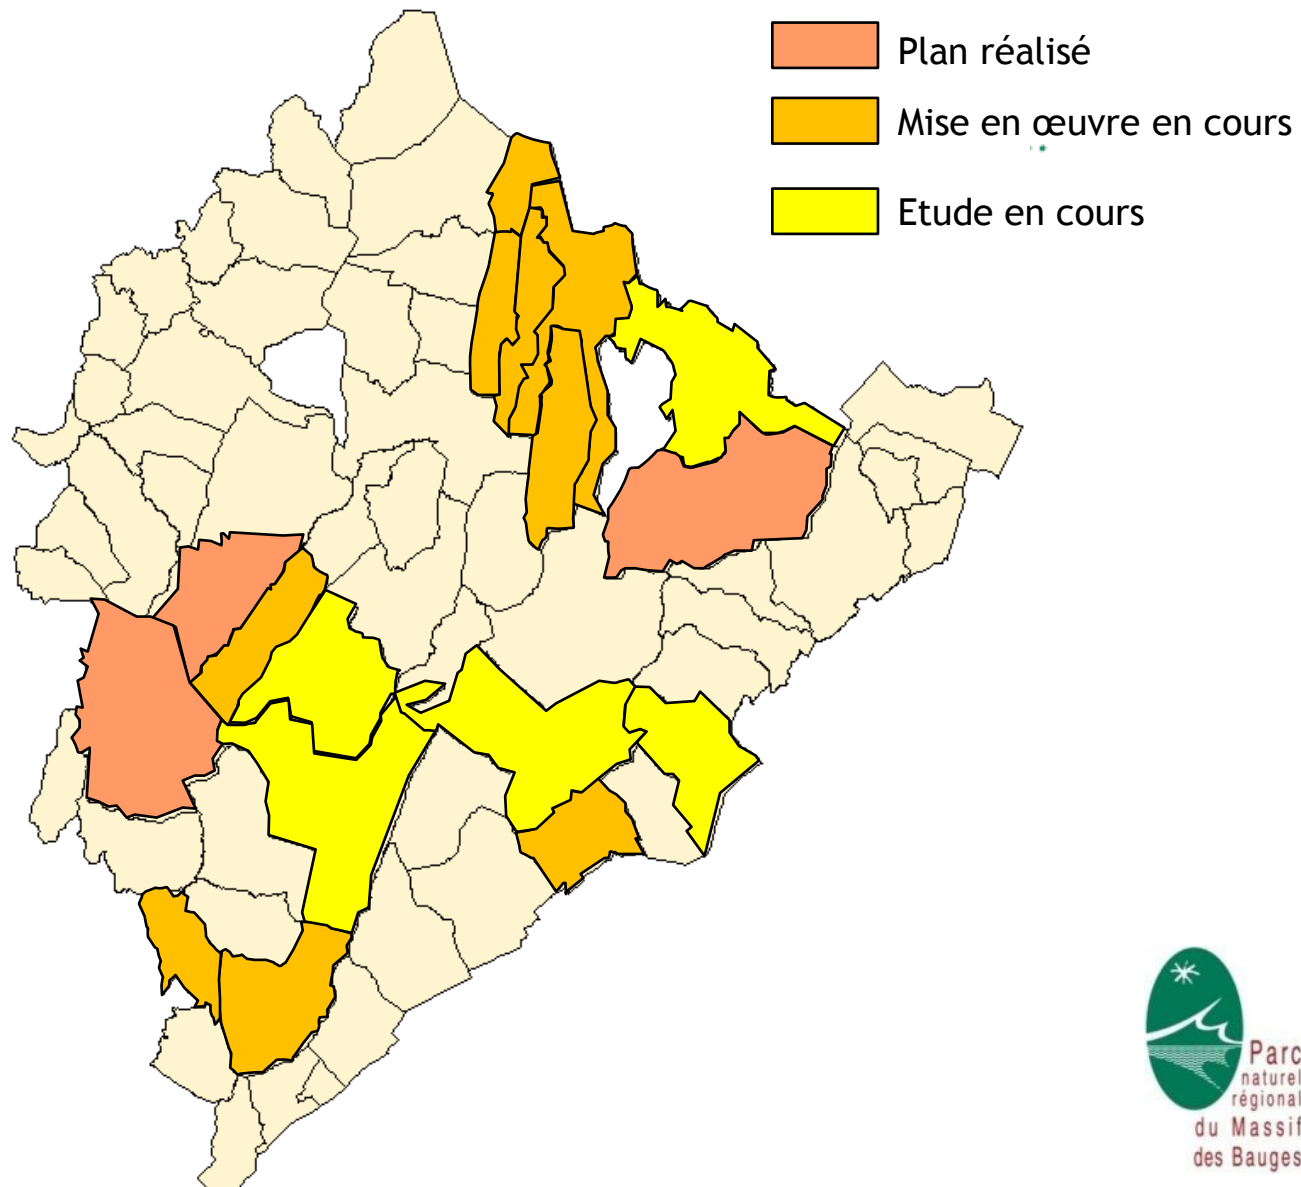 Plan réalisé
Mise en œuvre en cours
Etude en cours
Parc
naturel
régional
du Massif
des Bauges